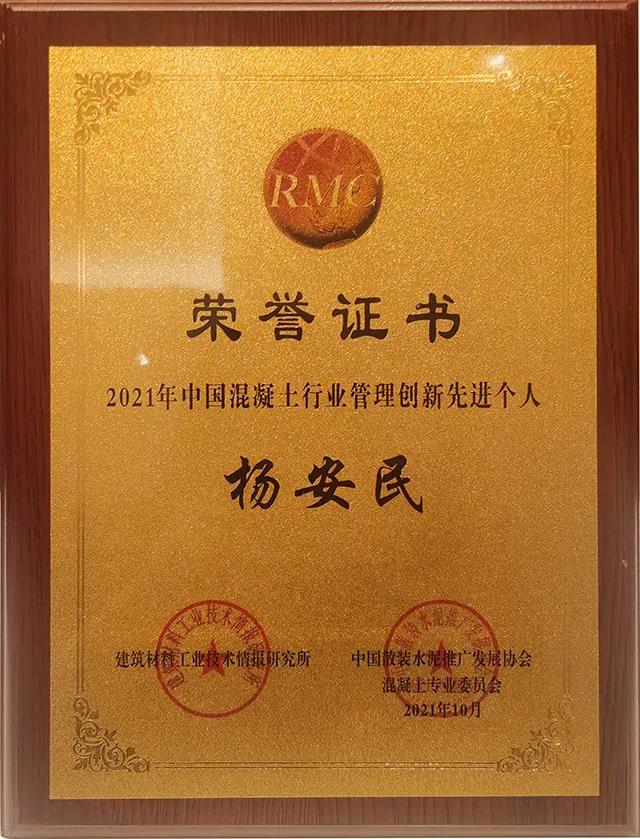 RMC
荣誉证书
2021年中国混凝土行业管理创新先进个人
杨安民
建筑材料工业技术情报研究所
中国散装水泥推广发展协会
混凝土专业委员会
2021年10月